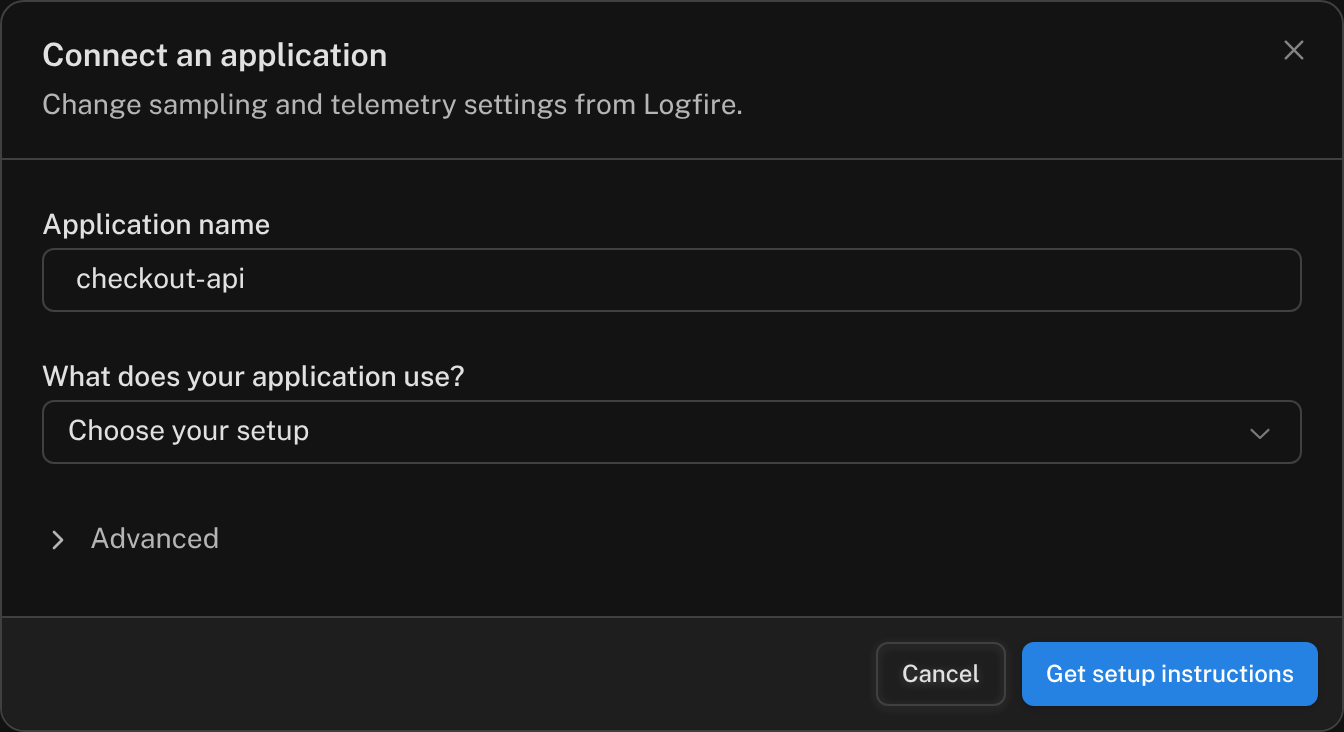 Connect an application
Change sampling and telemetry settings from Logfire.
Application name
checkout-api
What does your application use?
Choose your setup
Advanced
Cancel
Get setup instructions